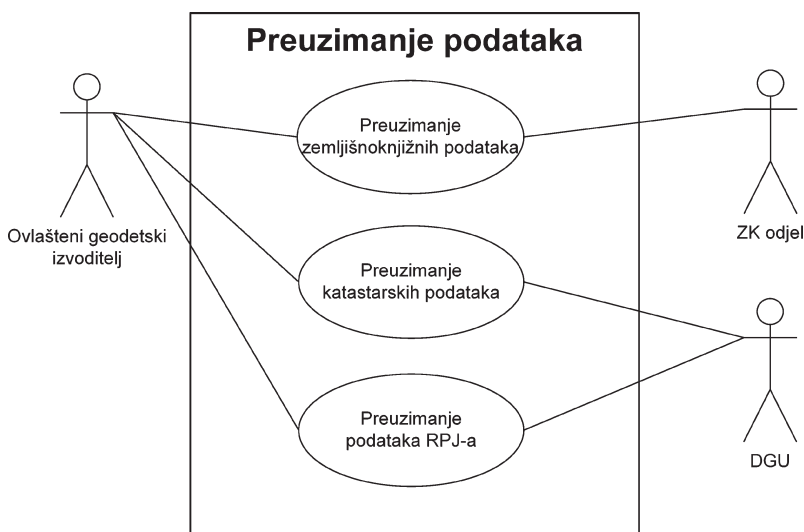 Preuzimanje podataka
Preuzimanje
zemljišnoknjižnih podataka
Ovlašteni geodetski
izvoditelj
ZK odjel
Preuzimanje
katastarskih podataka
Preuzimanje
podataka RPJ-a
DGU